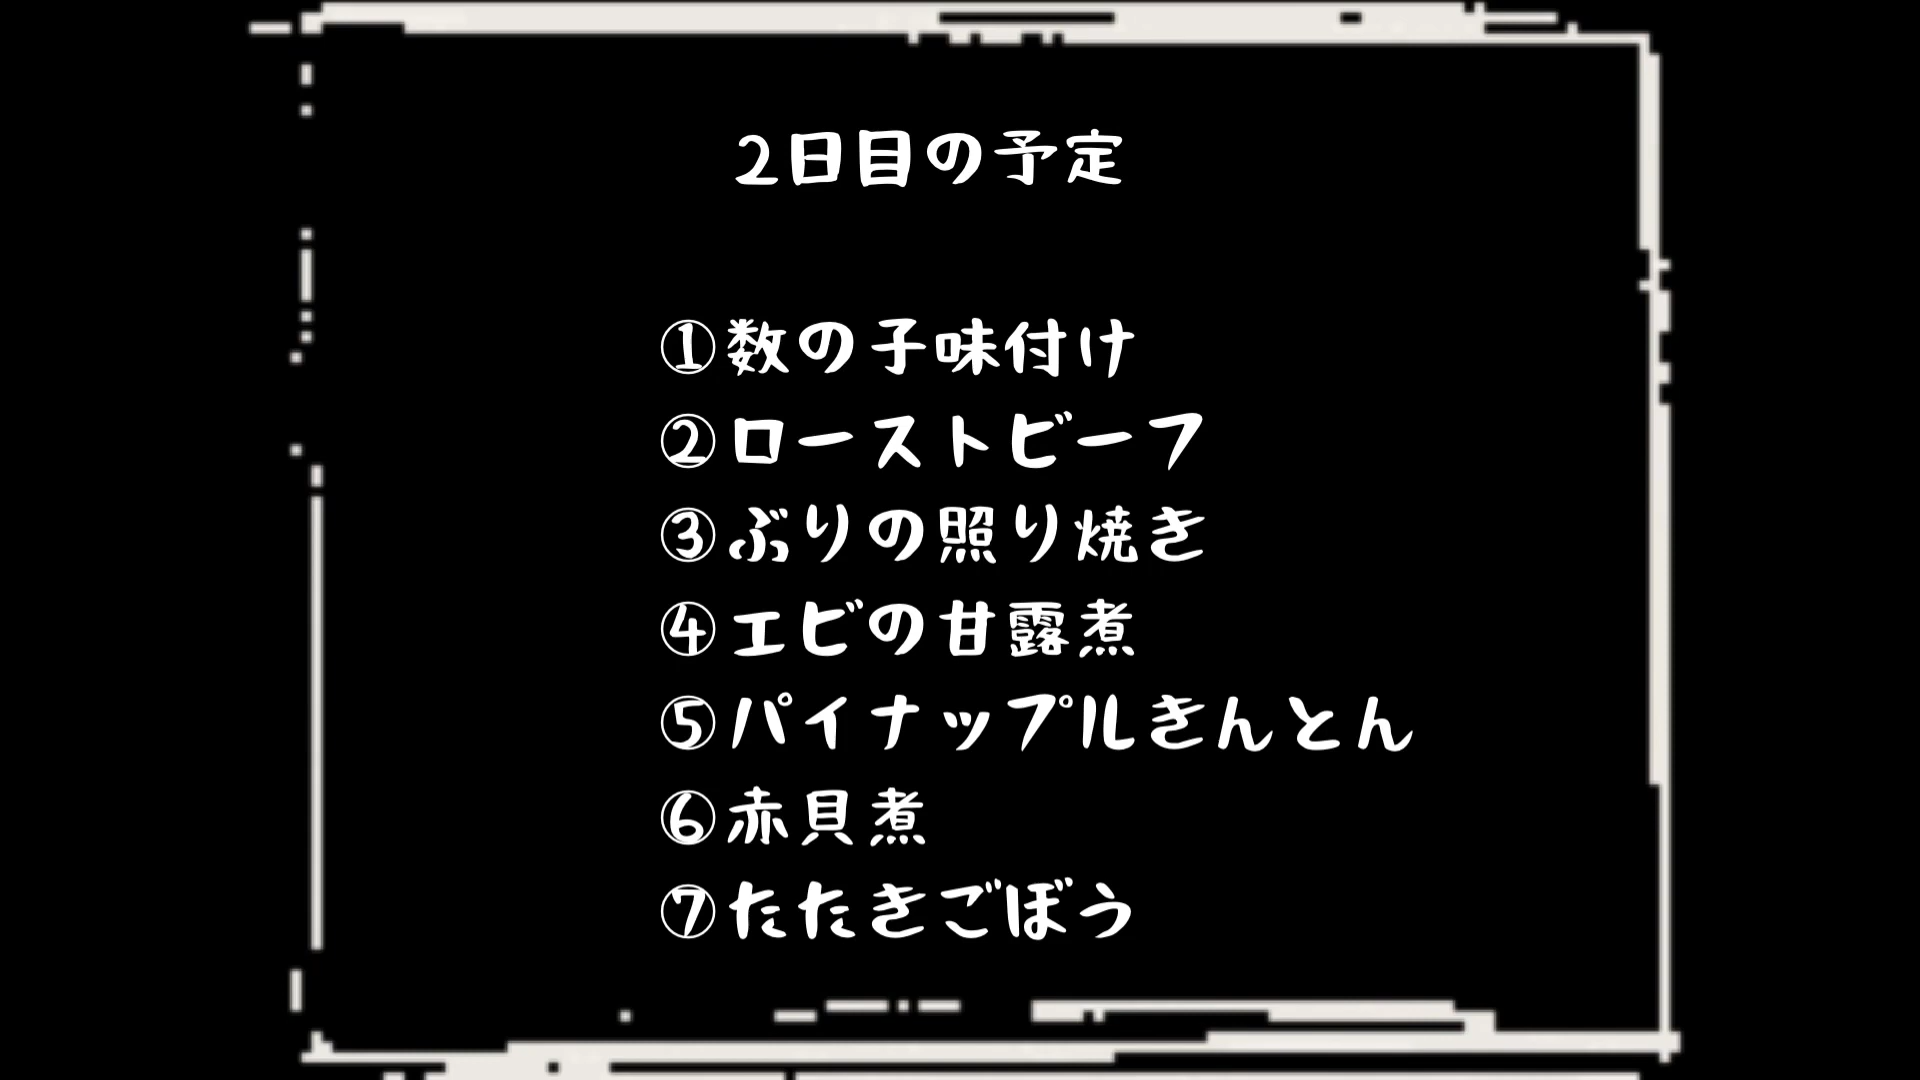 2日目の予定
①数の子味付け
②ローストビーフ
③ぶりの照り焼き
④エビの甘露煮
⑤パイナップルきんとん
⑥赤貝煮
⑦たたきごぼう